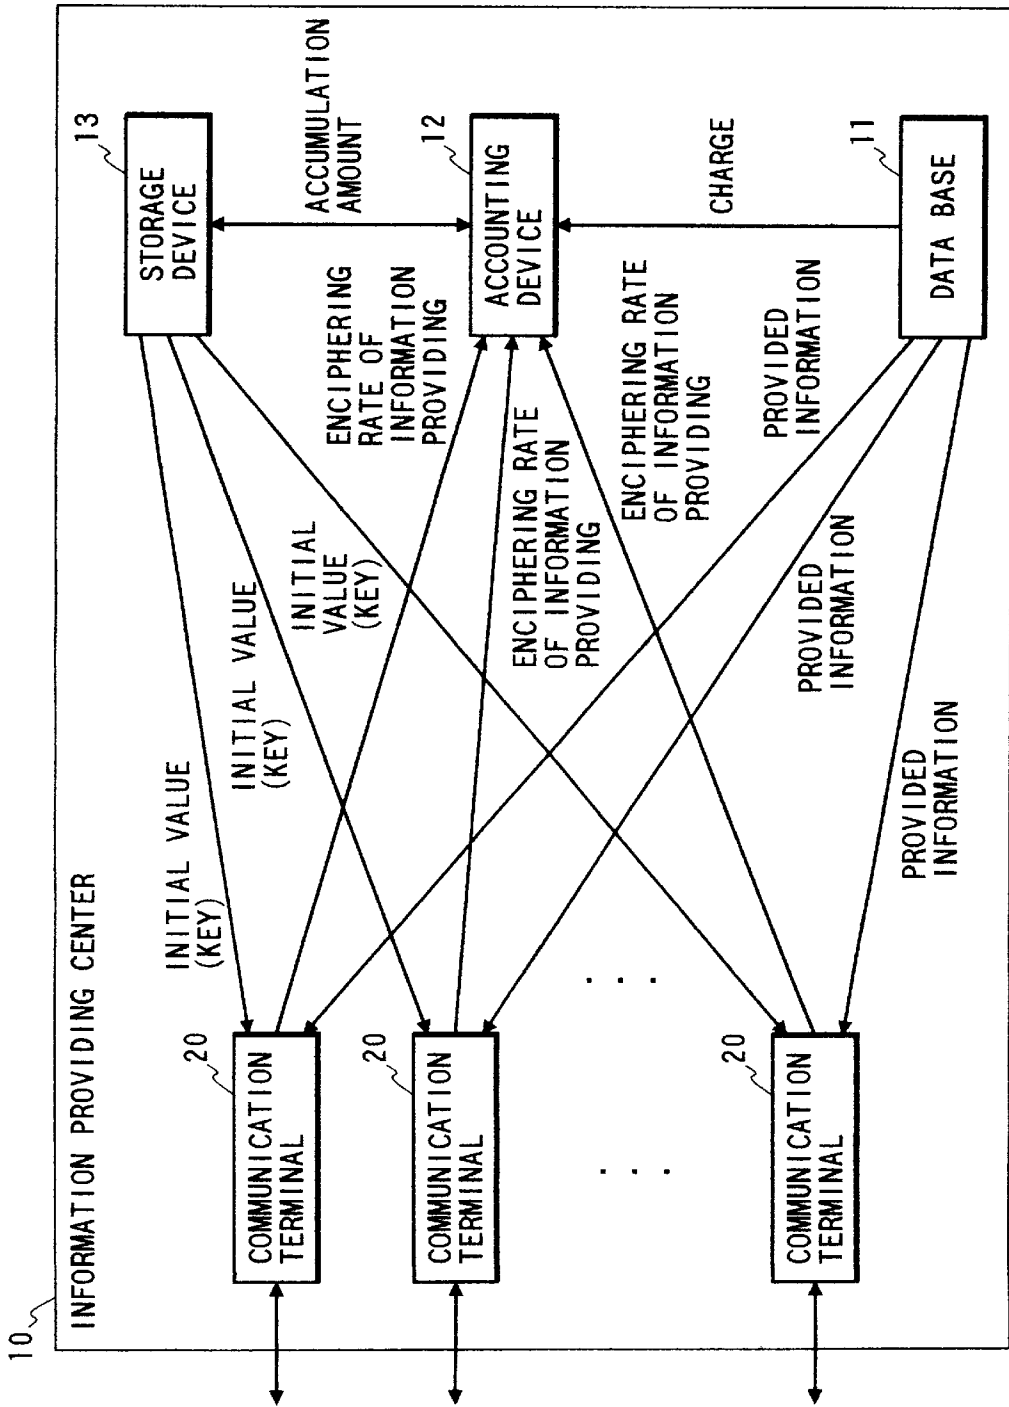 10
INFORMATION PROVIDING CENTER
COMMUNICATION
TERMINAL
20
COMMUNICATION
TERMINAL
20
COMMUNICATION
TERMINAL
20
. . .
. . .
INITIAL VALUE
(KEY)
INITIAL VALUE
(KEY)
INITIAL
VALUE
(KEY)
ENCIPHERING
RATE OF
INFORMATION
PROVIDING
ENCIPHERING RATE
OF INFORMATION
PROVIDING
ENCIPHERING RATE
OF INFORMATION
PROVIDING
PROVIDED
INFORMATION
PROVIDED
INFORMATION
PROVIDED
INFORMATION
STORAGE
DEVICE
13
ACCUMULATION
AMOUNT
ACCOUNTING
DEVICE
12
CHARGE
DATA BASE
11